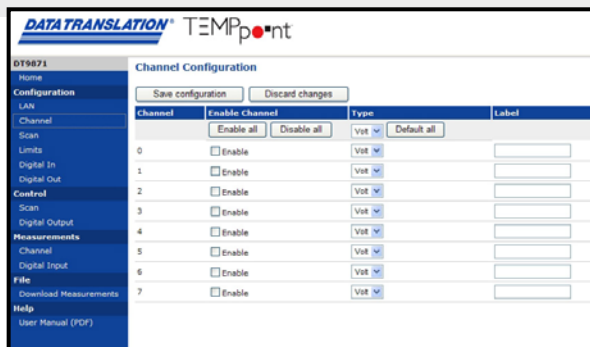 DATA TRANSLATION® TEMPpoint
DT9871
Home
Configuration
LAN
Channel
Scan
Limits
Digital In
Digital Out
Control
Scan
Digital Output
Measurements
Channel
Digital Input
File
Download Measurements
Help
User Manual (PDF)
Channel Configuration
Save configuration Discard changes
Channel Enable Channel Type Label
Enable all Disable all Volt Default all
0 Enable Volt
1 Enable Volt
2 Enable Volt
3 Enable Volt
4 Enable Volt
5 Enable Volt
6 Enable Volt
7 Enable Volt